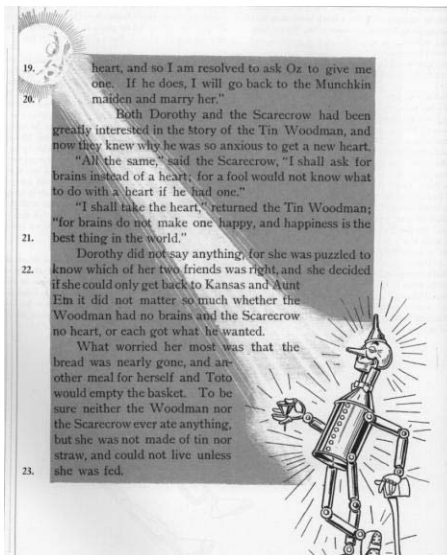 19. heart, and so I am resolved to ask Oz to give me
one. If he does, I will go back to the Munchkin
20. maiden and marry her."
Both Dorothy and the Scarecrow had been
greatly interested in the story of the Tin Woodman, and
now they knew why he was so anxious to get a new heart.
"All the same," said the Scarecrow, "I shall ask for
brains instead of a heart; for a fool would not know what
to do with a heart if he had one."
"I shall take the heart," returned the Tin Woodman;
"for brains do not make one happy, and happiness is the
21. best thing in the world."
Dorothy did not say anything, for she was puzzled to
22. know which of her two friends was right, and she decided
if she could only get back to Kansas and Aunt
Em it did not matter so much whether the
Woodman had no brains and the Scarecrow
no heart, or each got what he wanted.
What worried her most was that the
bread was nearly gone, and an-
other meal for herself and Toto
would empty the basket. To be
sure neither the Woodman nor
the Scarecrow ever ate anything,
but she was not made of tin nor
straw, and could not live unless
23. she was fed.